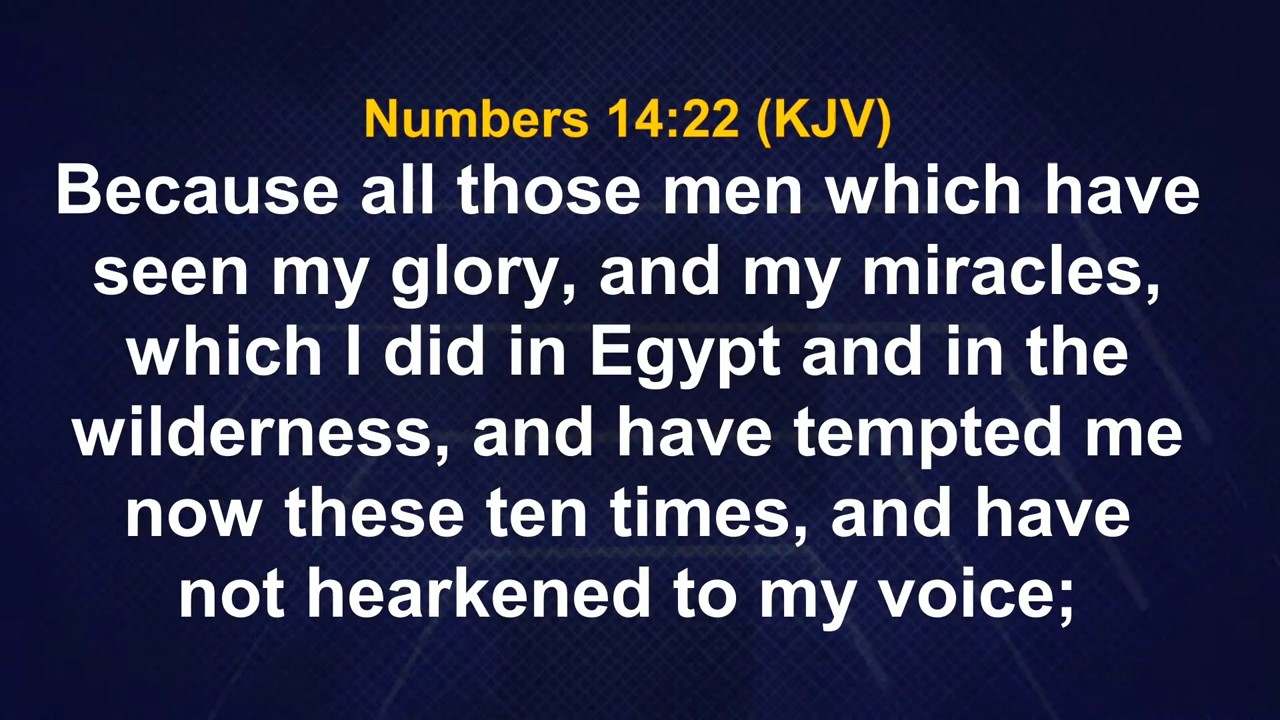 Numbers 14:22 (KJV)
Because all those men which have
seen my glory, and my miracles,
which I did in Egypt and in the
wilderness, and have tempted me
now these ten times, and have
not hearkened to my voice;